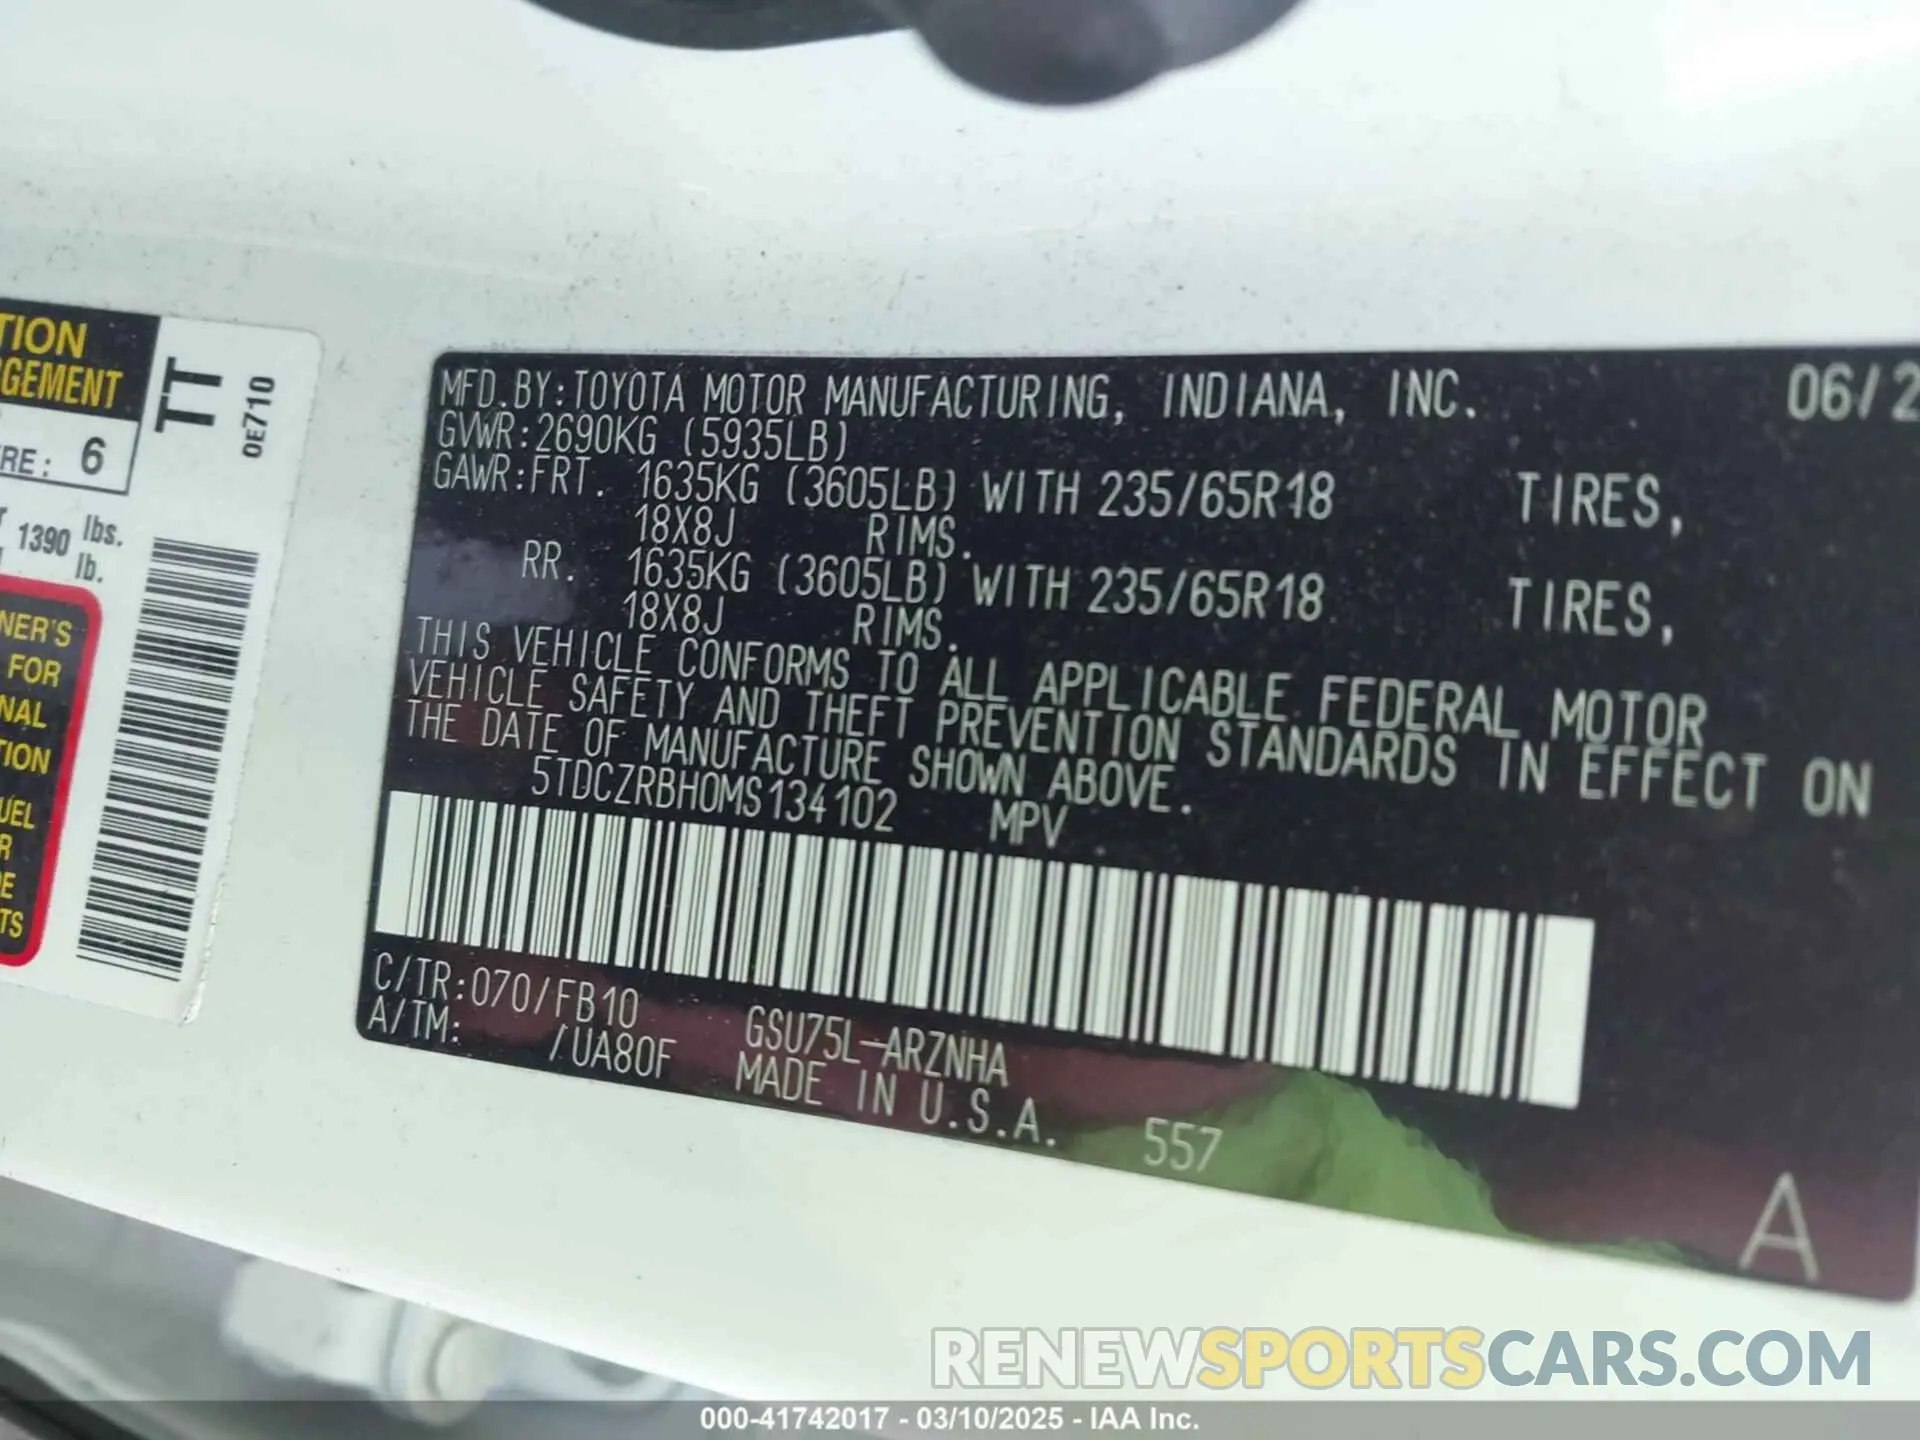 TION
GEMENT
RE: 6
1390 lbs.
lb.
NER'S
FOR
NAL
TION
UEL
R
E
TS
TT
0E710
MFD.BY:TOYOTA MOTOR MANUFACTURING, INDIANA, INC. 06/2
GVWR:2690KG (5935LB)
GAWR:FRT. 1635KG (3605LB) WITH 235/65R18 TIRES,
18X8J RIMS.
RR. 1635KG (3605LB) WITH 235/65R18 TIRES,
18X8J RIMS.
THIS VEHICLE CONFORMS TO ALL APPLICABLE FEDERAL MOTOR
VEHICLE SAFETY AND THEFT PREVENTION STANDARDS IN EFFECT ON
THE DATE OF MANUFACTURE SHOWN ABOVE.
5TDCZRBH0MS134102 MPV
C/TR:070/FB10 GSU75L-ARZNHA
A/TM: /UA80F MADE IN U.S.A.
557
A
RENEWSPORTSCARS.COM
000-41742017 - 03/10/2025 - IAA Inc.